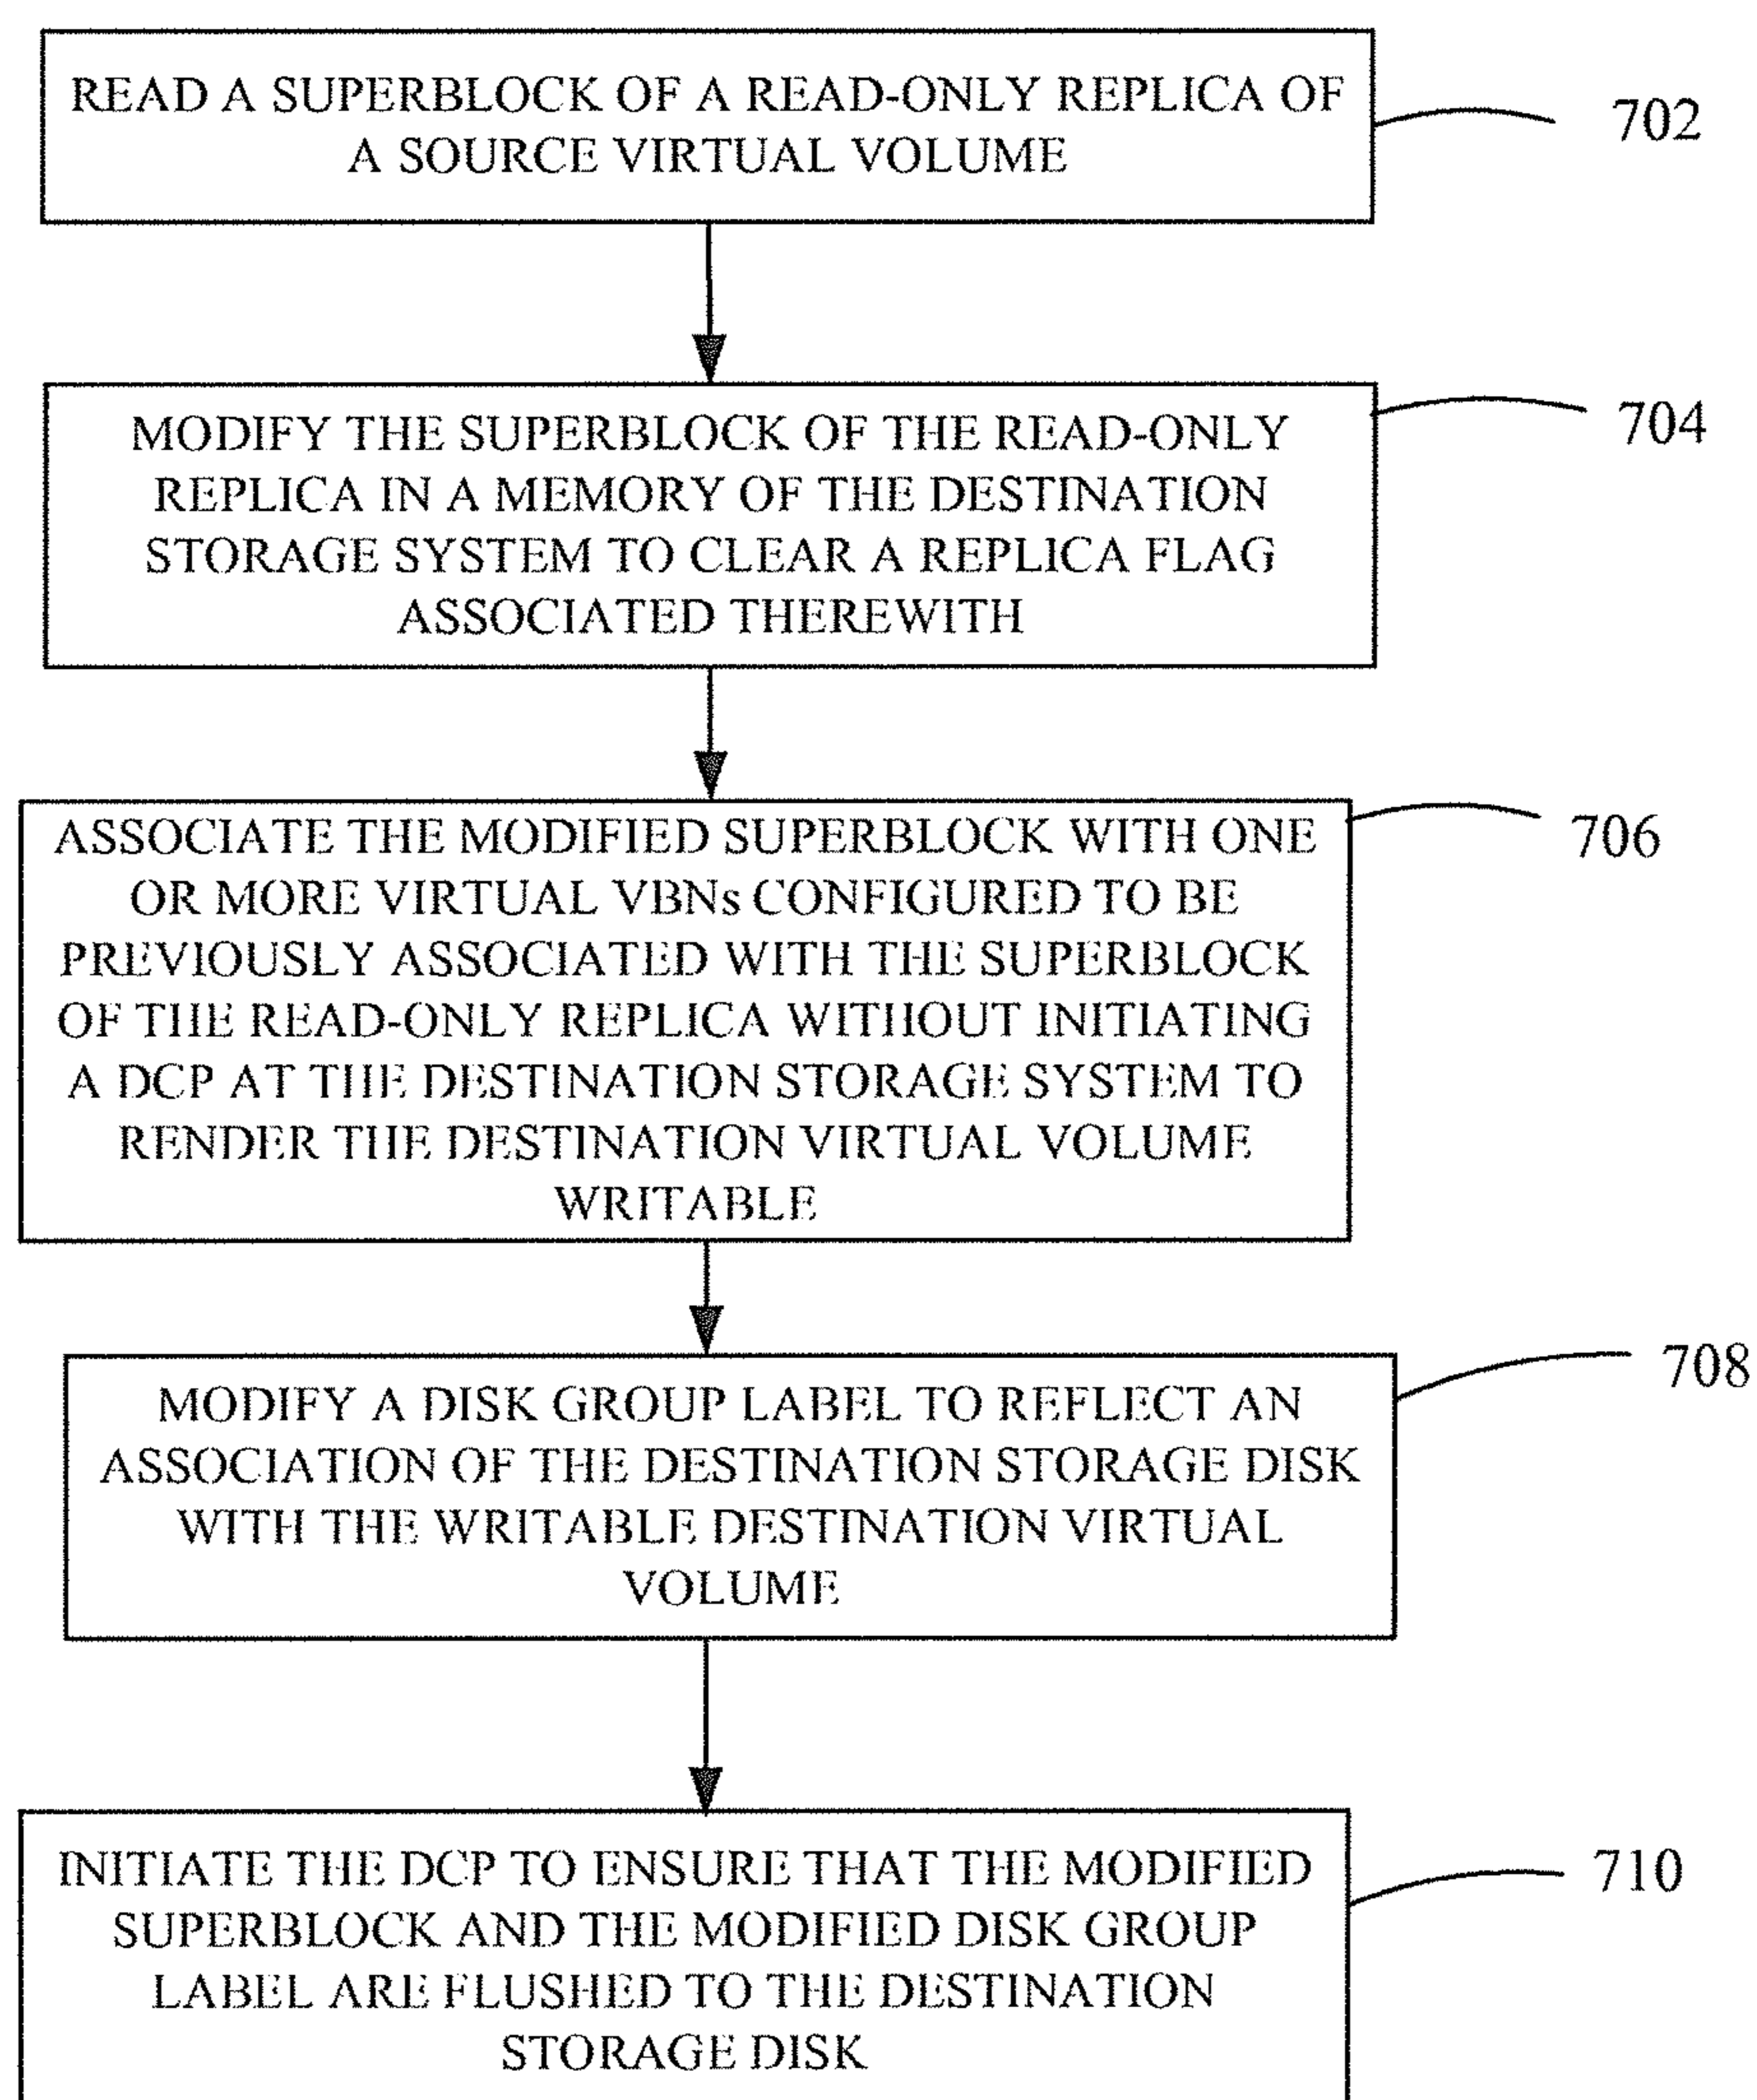 READ A SUPERBLOCK OF A READ-ONLY REPLICA OF
A SOURCE VIRTUAL VOLUME
702
MODIFY THE SUPERBLOCK OF THE READ-ONLY
REPLICA IN A MEMORY OF THE DESTINATION
STORAGE SYSTEM TO CLEAR A REPLICA FLAG
ASSOCIATED THEREWITH
704
ASSOCIATE THE MODIFIED SUPERBLOCK WITH ONE
OR MORE VIRTUAL VBNs CONFIGURED TO BE
PREVIOUSLY ASSOCIATED WITH THE SUPERBLOCK
OF THE READ-ONLY REPLICA WITHOUT INITIATING
A DCP AT THE DESTINATION STORAGE SYSTEM TO
RENDER THE DESTINATION VIRTUAL VOLUME
WRITABLE
706
MODIFY A DISK GROUP LABEL TO REFLECT AN
ASSOCIATION OF THE DESTINATION STORAGE DISK
WITH THE WRITABLE DESTINATION VIRTUAL
VOLUME
708
INITIATE THE DCP TO ENSURE THAT THE MODIFIED
SUPERBLOCK AND THE MODIFIED DISK GROUP
LABEL ARE FLUSHED TO THE DESTINATION
STORAGE DISK
710